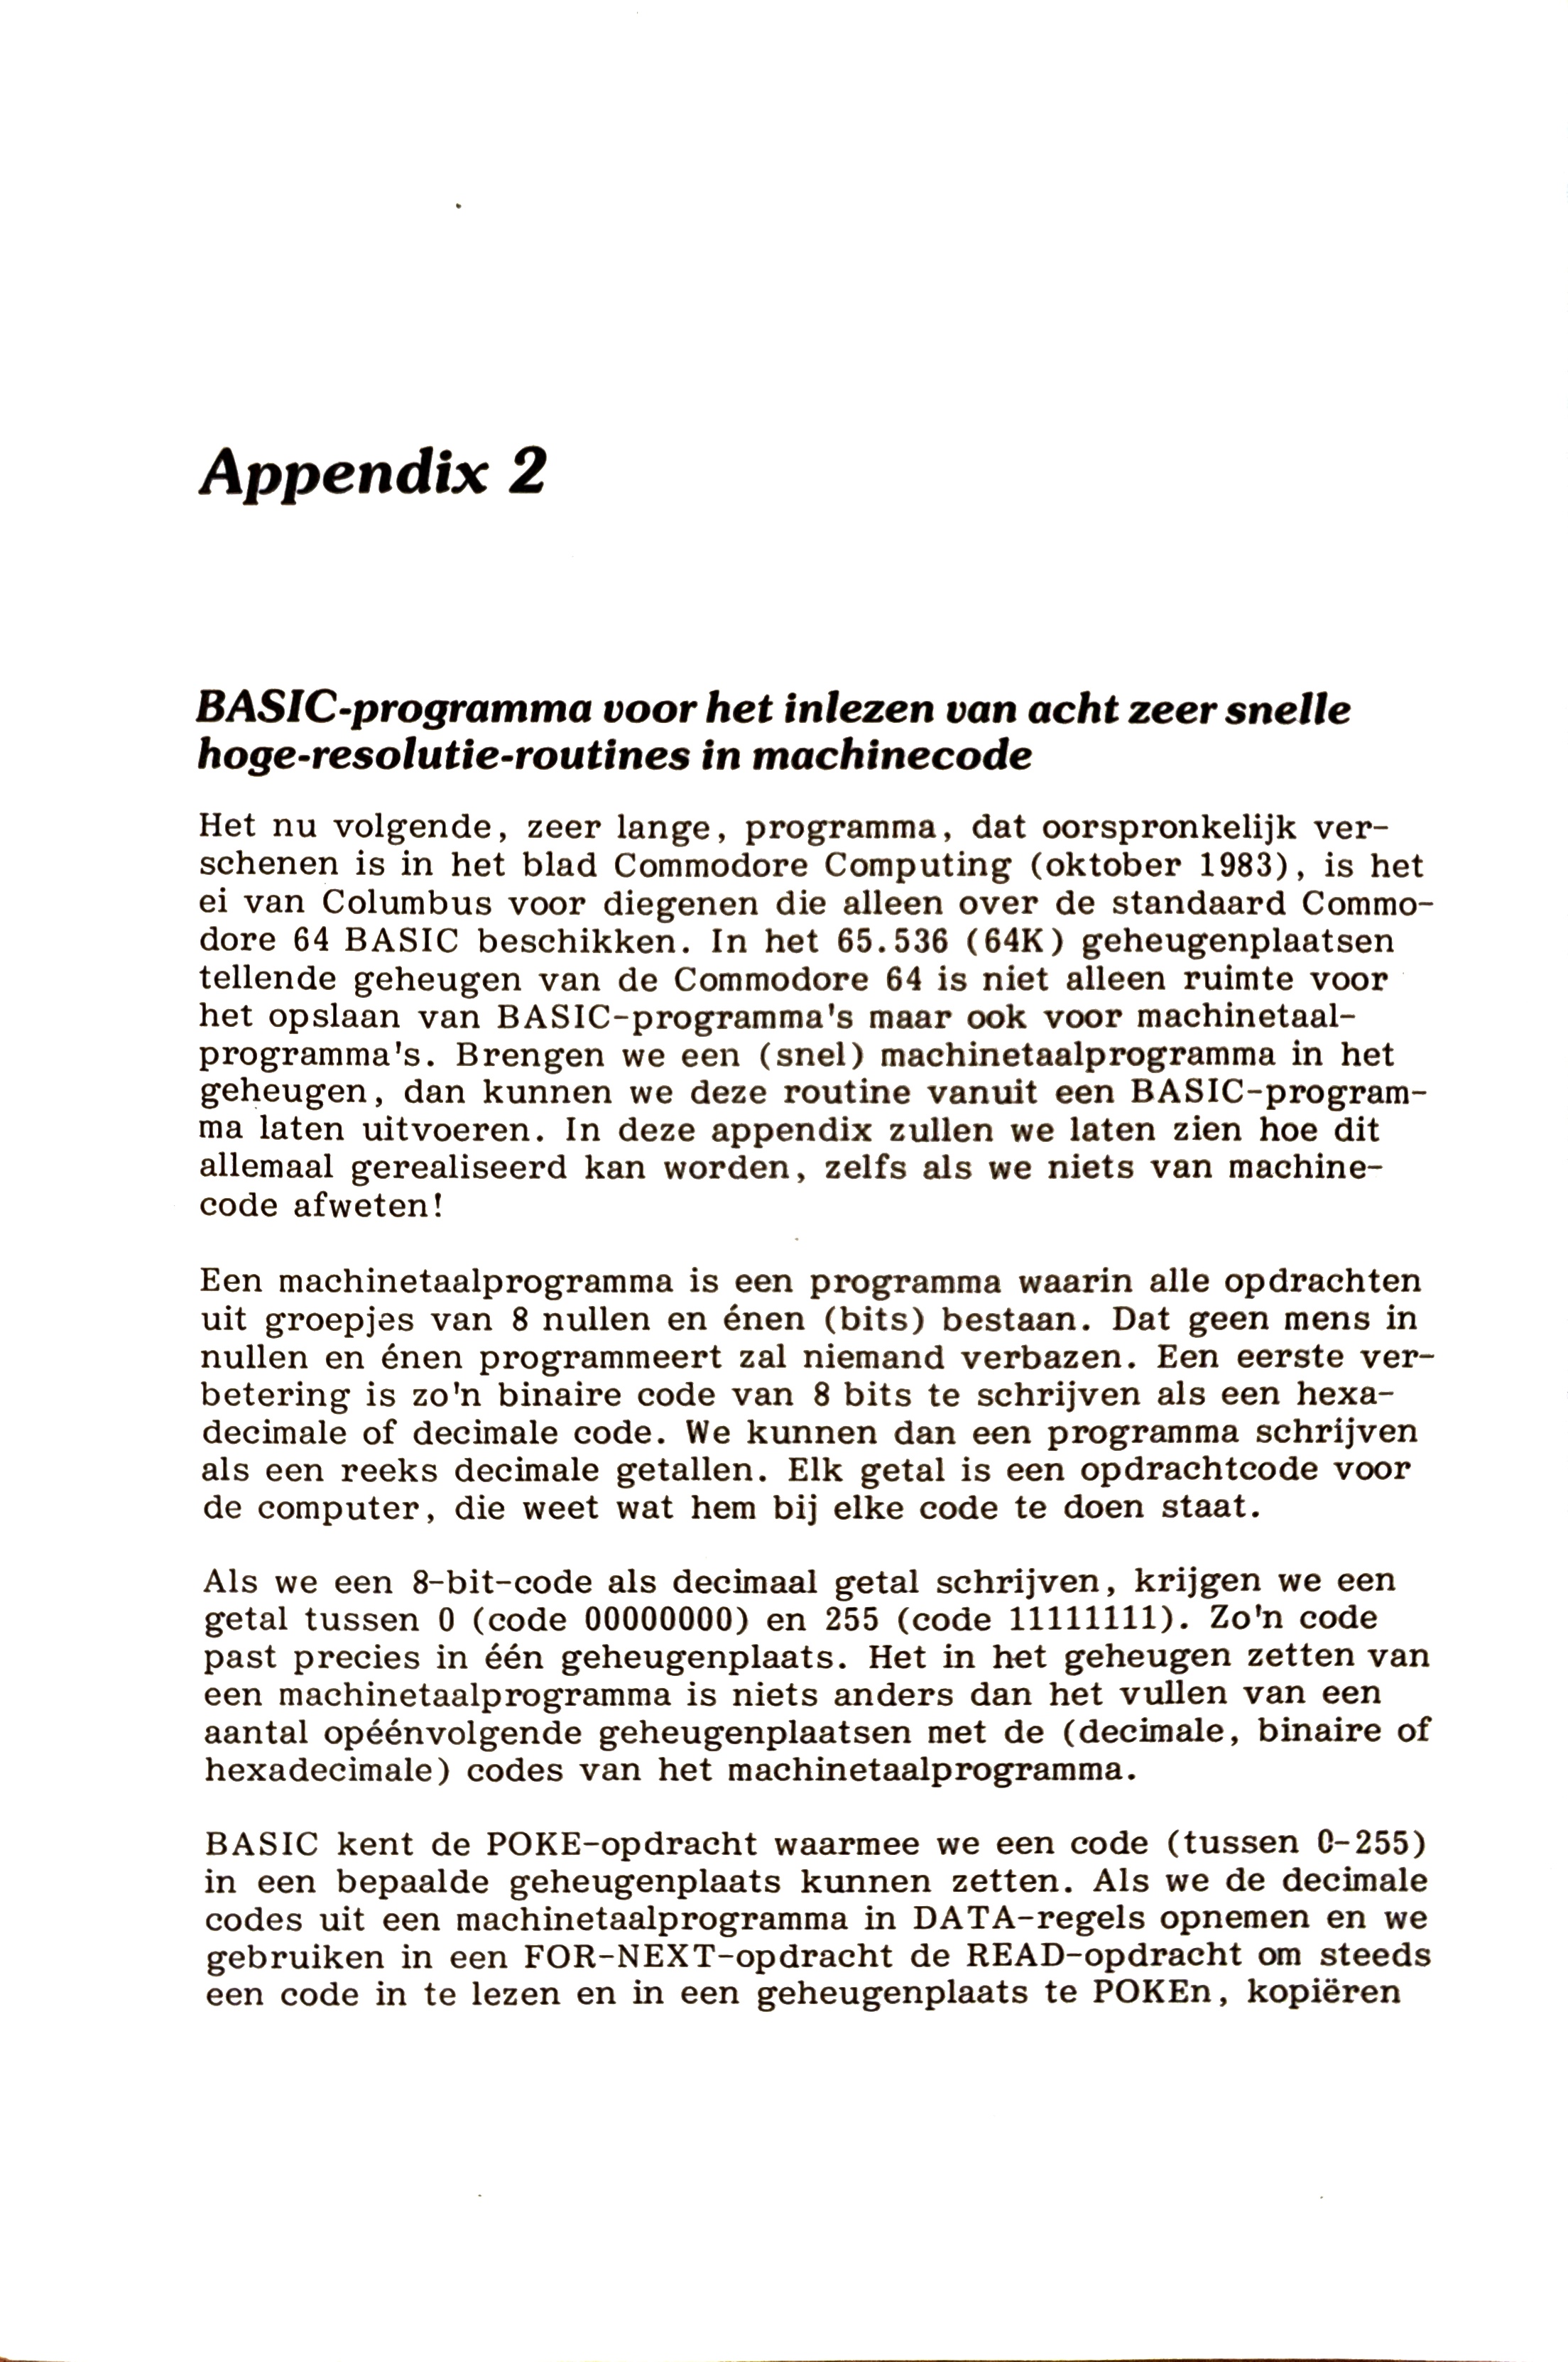 Appendix 2
BASIC-programma voor het inlezen van acht zeer snelle
hoge-resolutie-routines in machinecode
Het nu volgende, zeer lange, programma, dat oorspronkelijk ver-
schenen is in het blad Commodore Computing (oktober 1983), is het
ei van Columbus voor diegenen die alleen over de standaard Commo-
dore 64 BASIC beschikken. In het 65.536 (64K) geheugenplaatsen
tellende geheugen van de Commodore 64 is niet alleen ruimte voor
het opslaan van BASIC-programma's maar ook voor machinetaal-
programma's. Brengen we een (snel) machinetaalprogramma in het
geheugen, dan kunnen we deze routine vanuit een BASIC-program-
ma laten uitvoeren. In deze appendix zullen we laten zien hoe dit
allemaal gerealiseerd kan worden, zelfs als we niets van machine-
code afweten!
Een machinetaalprogramma is een programma waarin alle opdrachten
uit groepjes van 8 nullen en énen (bits) bestaan. Dat geen mens in
nullen en énen programmeert zal niemand verbazen. Een eerste ver-
betering is zo'n binaire code van 8 bits te schrijven als een hexa-
decimale of decimale code. We kunnen dan een programma schrijven
als een reeks decimale getallen. Elk getal is een opdrachtcode voor
de computer, die weet wat hem bij elke code te doen staat.
Als we een 8-bit-code als decimaal getal schrijven, krijgen we een
getal tussen 0 (code 00000000) en 255 (code 11111111). Zo'n code
past precies in één geheugenplaats. Het in het geheugen zetten van
een machinetaalprogramma is niets anders dan het vullen van een
aantal opéénvolgende geheugenplaatsen met de (decimale, binaire of
hexadecimale) codes van het machinetaalprogramma.
BASIC kent de POKE-opdracht waarmee we een code (tussen 0-255)
in een bepaalde geheugenplaats kunnen zetten. Als we de decimale
codes uit een machinetaalprogramma in DATA-regels opnemen en we
gebruiken in een FOR-NEXT-opdracht de READ-opdracht om steeds
een code in te lezen en in een geheugenplaats te POKEn, kopiëren